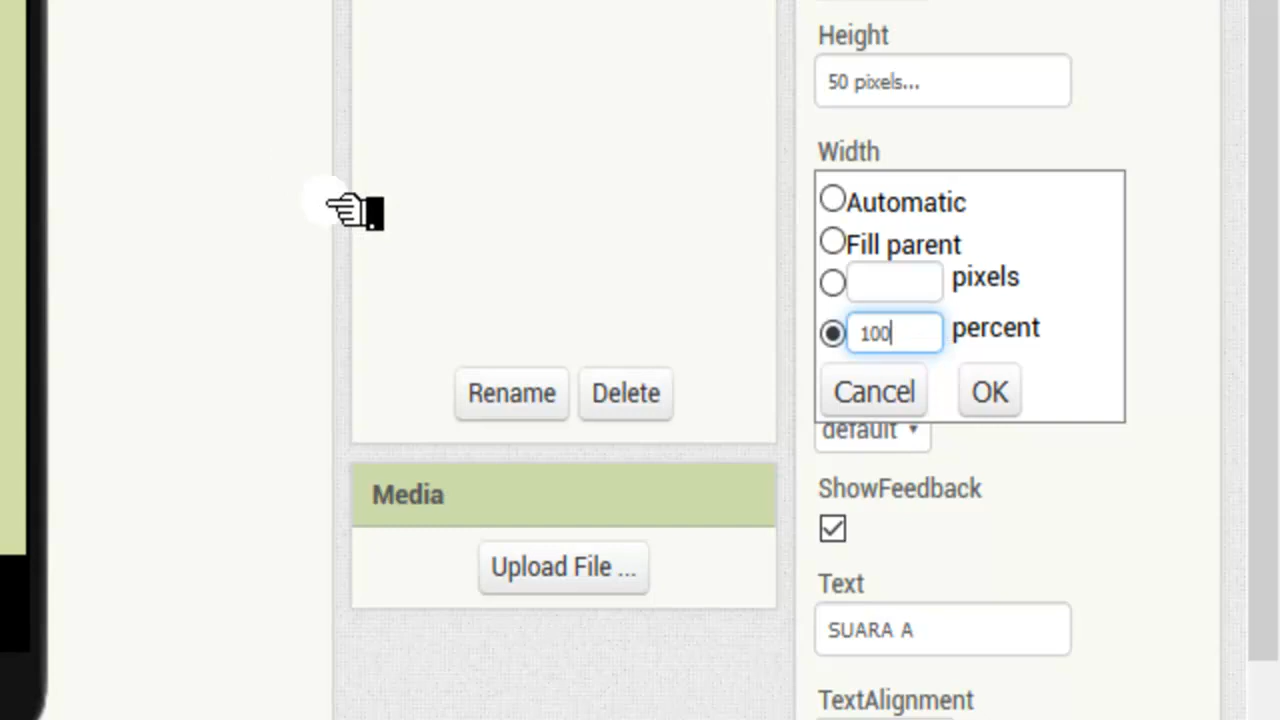 Height
50 pixels...
Width
Automatic
Fill parent
pixels
100 percent
Cancel OK
default
ShowFeedback
Text
SUARA A
TextAlignment
Rename Delete
Media
Upload File ...